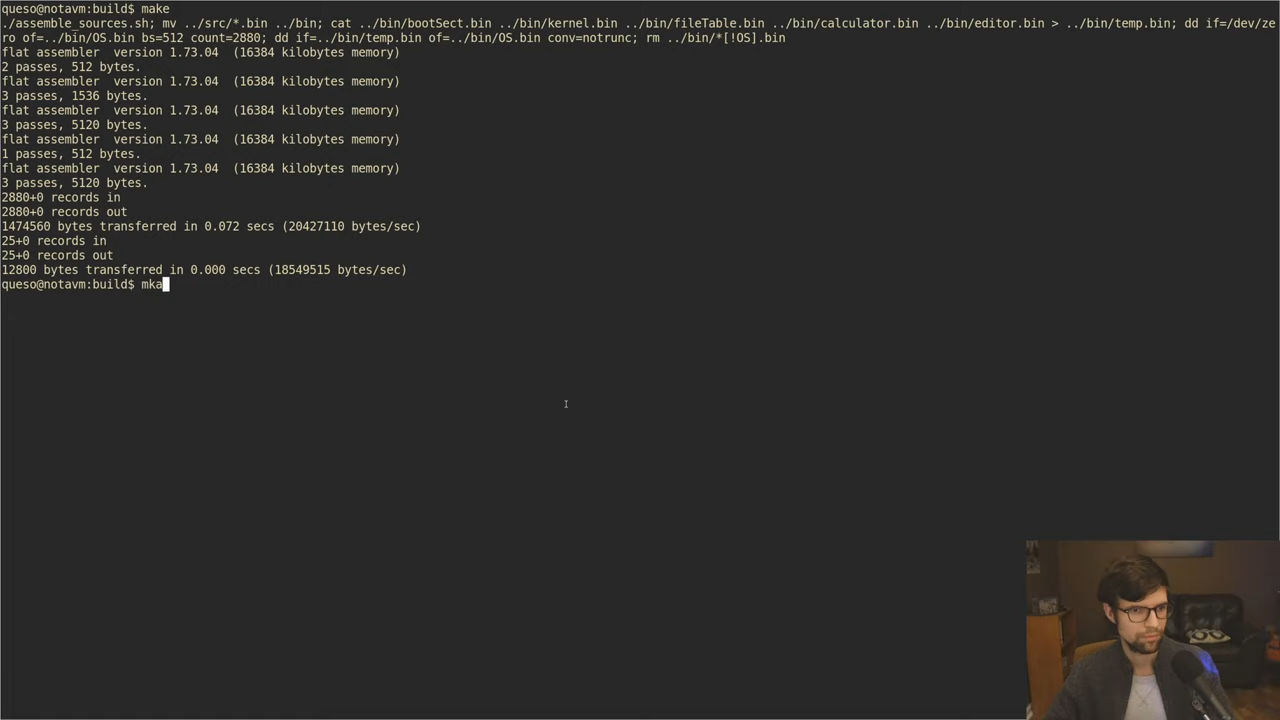 queso@notavm:build$ make
./assemble_sources.sh; mv ../src/*.bin ../bin; cat ../bin/bootSect.bin ../bin/kernel.bin ../bin/fileTable.bin ../bin/calculator.bin ../bin/editor.bin > ../bin/temp.bin; dd if=/dev/ze
ro of=../bin/OS.bin bs=512 count=2880; dd if=../bin/temp.bin of=../bin/OS.bin conv=notrunc; rm ../bin/*[!OS].bin
flat assembler  version 1.73.04  (16384 kilobytes memory)
2 passes, 512 bytes.
flat assembler  version 1.73.04  (16384 kilobytes memory)
3 passes, 1536 bytes.
flat assembler  version 1.73.04  (16384 kilobytes memory)
3 passes, 5120 bytes.
flat assembler  version 1.73.04  (16384 kilobytes memory)
1 passes, 512 bytes.
flat assembler  version 1.73.04  (16384 kilobytes memory)
3 passes, 5120 bytes.
2880+0 records in
2880+0 records out
1474560 bytes transferred in 0.072 secs (20427110 bytes/sec)
25+0 records in
25+0 records out
12800 bytes transferred in 0.000 secs (18549515 bytes/sec)
queso@notavm:build$ mka